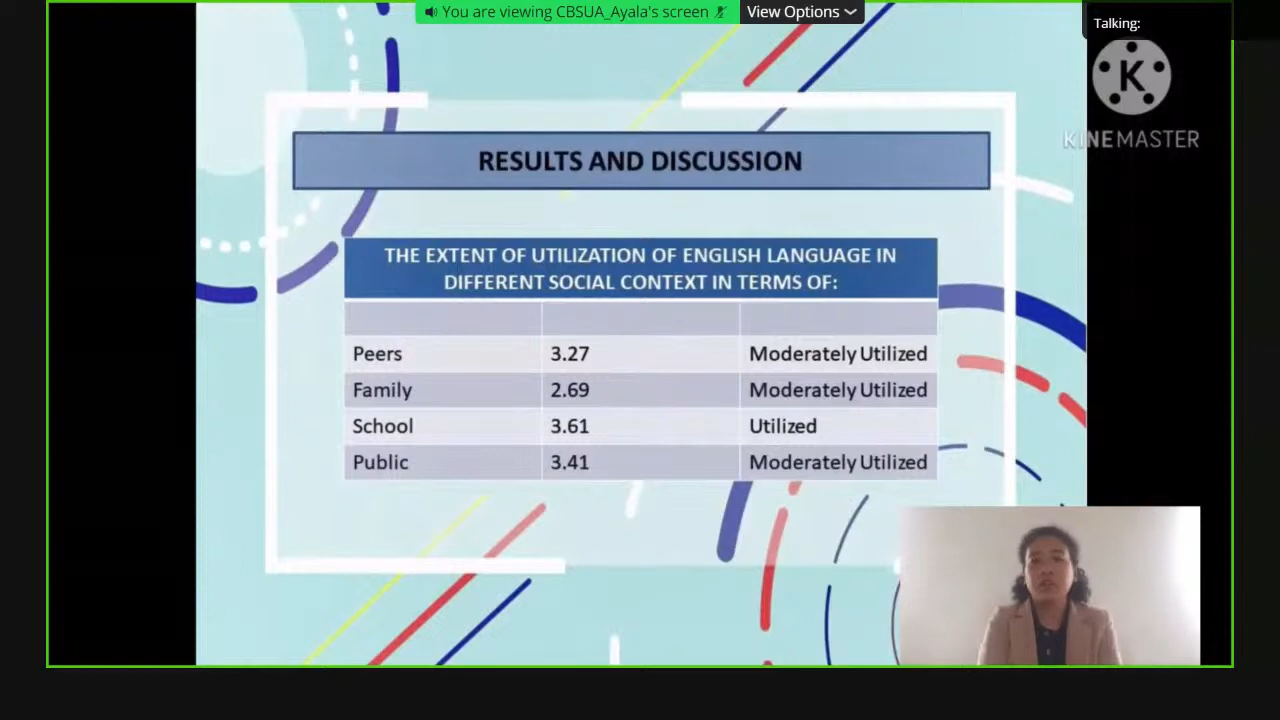 You are viewing CBSUA_Ayala's screen
View Options
Talking:
K
KINEMASTER
RESULTS AND DISCUSSION
THE EXTENT OF UTILIZATION OF ENGLISH LANGUAGE IN
DIFFERENT SOCIAL CONTEXT IN TERMS OF:
Peers 3.27 Moderately Utilized
Family 2.69 Moderately Utilized
School 3.61 Utilized
Public 3.41 Moderately Utilized